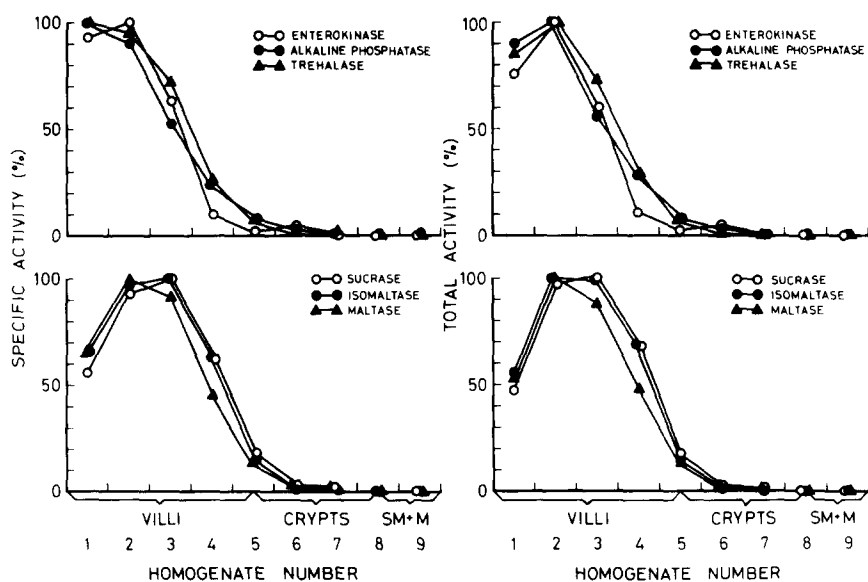 SPECIFIC ACTIVITY (%)
100
50
0
ENTEROKINASE
ALKALINE PHOSPHATASE
TREHALASE
TOTAL ACTIVITY (%)
100
50
0
ENTEROKINASE
ALKALINE PHOSPHATASE
TREHALASE
100
50
0
SUCRASE
ISOMALTASE
MALTASE
100
50
0
SUCRASE
ISOMALTASE
MALTASE
VILLI CRYPTS SM+M
1 2 3 4 5 6 7 8 9
HOMOGENATE NUMBER
VILLI CRYPTS SM+M
1 2 3 4 5 6 7 8 9
HOMOGENATE NUMBER